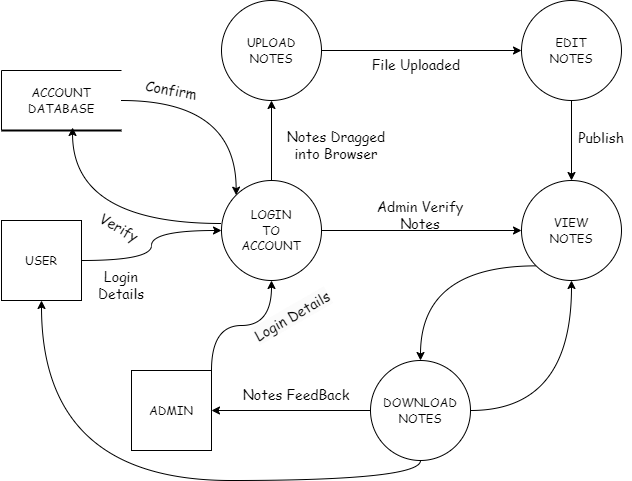 UPLOAD
NOTES
EDIT
NOTES
File Uploaded
ACCOUNT
DATABASE
Confirm
Notes Dragged
into Browser
Publish
LOGIN
TO
ACCOUNT
Admin Verify
Notes
VIEW
NOTES
Verify
USER
Login
Details
Login Details
ADMIN
Notes FeedBack
DOWNLOAD
NOTES